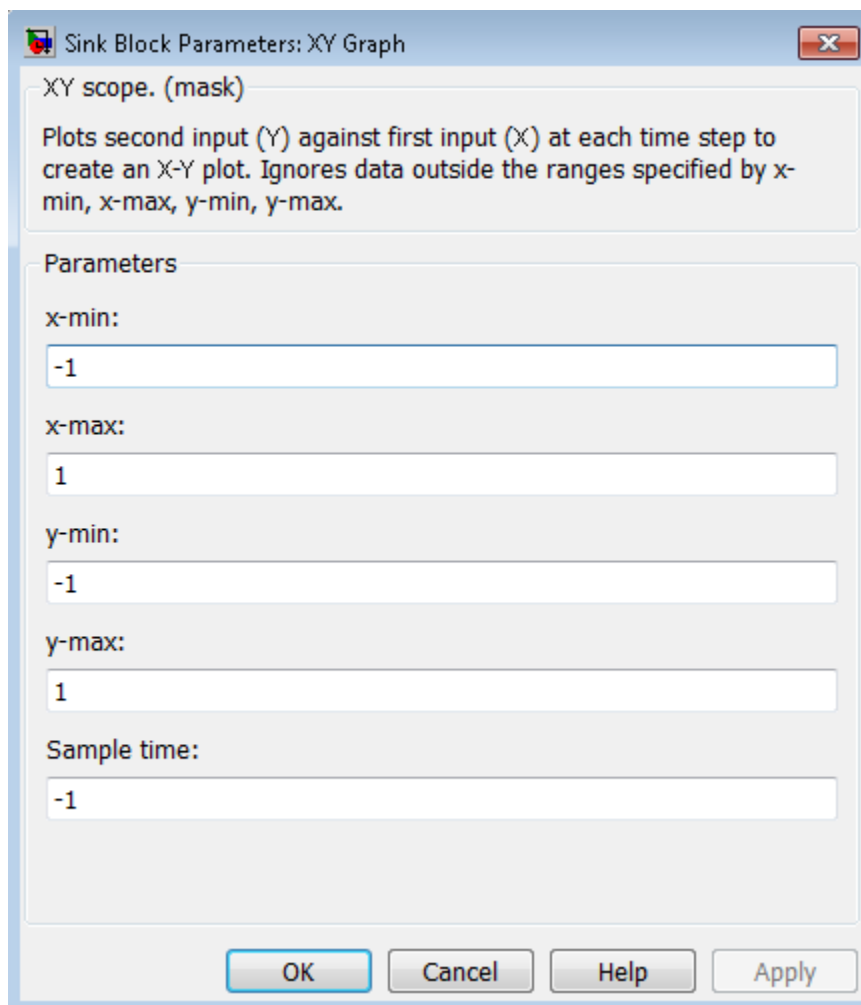 Sink Block Parameters: XY Graph
XY scope. (mask)
Plots second input (Y) against first input (X) at each time step to
create an X-Y plot. Ignores data outside the ranges specified by x-
min, x-max, y-min, y-max.
Parameters
x-min:
-1
x-max:
1
y-min:
-1
y-max:
1
Sample time:
-1
OK Cancel Help Apply